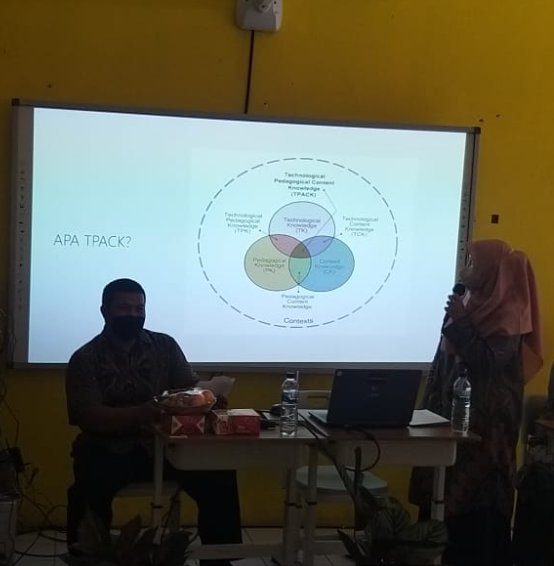 APA TPACK?
Technological
Pedagogical Content
Knowledge
(TPACK)
Technological
Pedagogical
Knowledge
(TPK)
Technological
Knowledge
(TK)
Technological
Content
Knowledge
(TCK)
Pedagogical
Knowledge
(PK)
Content
Knowledge
(CK)
Pedagogical
Content
Knowledge
Contexts